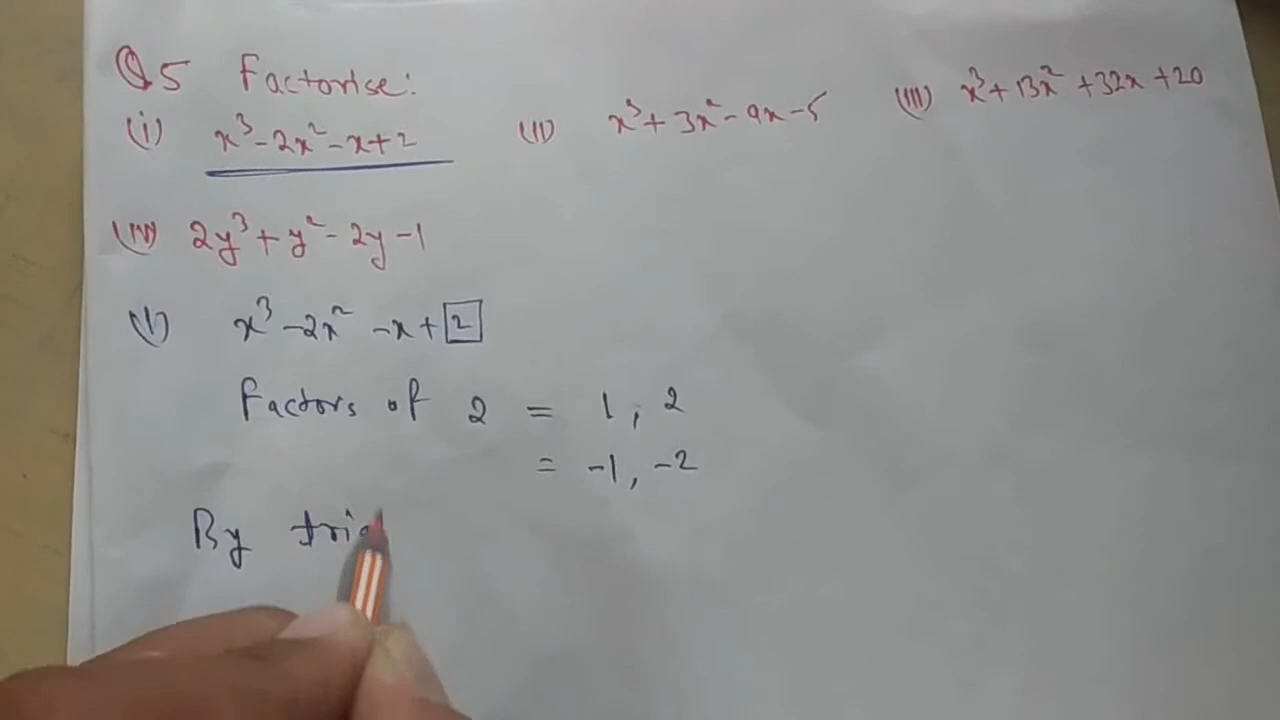 Q5 Factorise:
(i) x³-2x²-x+2 (II) x³+3x²-9x-5 (III) x³+13x²+32x+20
(IV) 2y³+y²-2y-1
(I) x³-2x²-x+2
Factors of 2 = 1, 2
= -1, -2
By tria